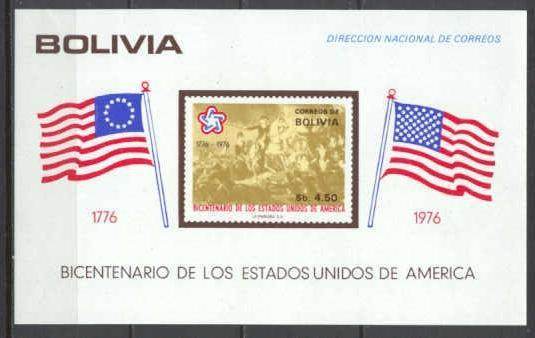 BOLIVIA
DIRECCION NACIONAL DE CORREOS
CORREOS DE
BOLIVIA
1776 - 1976
$b. 4.50
BICENTENARIO DE LOS ESTADOS UNIDOS DE AMERICA
1776
1976
BICENTENARIO DE LOS ESTADOS UNIDOS DE AMERICA